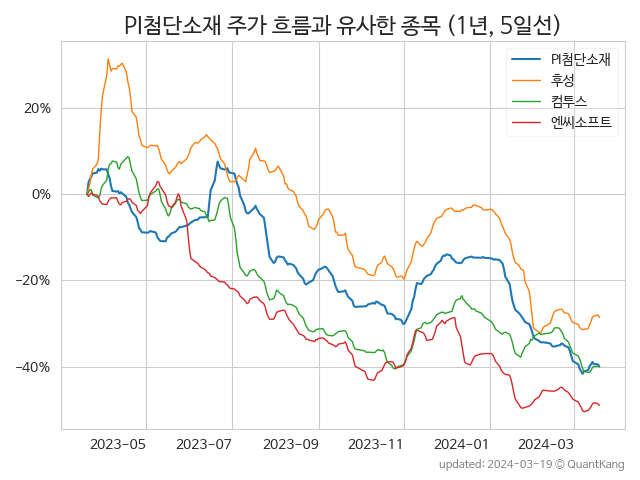 PI첨단소재 주가 흐름과 유사한 종목 (1년, 5일선)
PI첨단소재
후성
컴투스
엔씨소프트
20%
0%
−20%
−40%
2023-05 2023-07 2023-09 2023-11 2024-01 2024-03
updated: 2024-03-19 © QuantKang